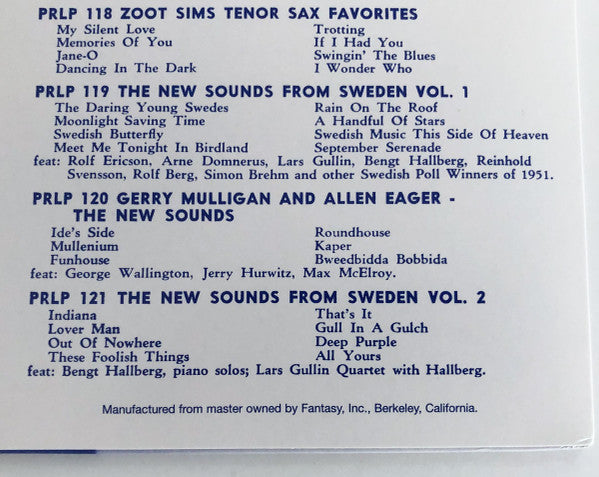 PRLP 118 ZOOT SIMS TENOR SAX FAVORITES
My Silent Love Trotting
Memories Of You If I Had You
Jane-O Swingin' The Blues
Dancing In The Dark I Wonder Who
PRLP 119 THE NEW SOUNDS FROM SWEDEN VOL. 1
The Daring Young Swedes Rain On The Roof
Moonlight Saving Time A Handful Of Stars
Swedish Butterfly Swedish Music This Side Of Heaven
Meet Me Tonight In Birdland September Serenade
feat: Rolf Ericson, Arne Domnerus, Lars Gullin, Bengt Hallberg, Reinhold
Svensson, Rolf Berg, Simon Brehm and other Swedish Poll Winners of 1951.
PRLP 120 GERRY MULLIGAN AND ALLEN EAGER -
THE NEW SOUNDS
Ide's Side Roundhouse
Mullenium Kaper
Funhouse Bweedbidda Bobbida
feat: George Wallington, Jerry Hurwitz, Max McElroy.
PRLP 121 THE NEW SOUNDS FROM SWEDEN VOL. 2
Indiana That's It
Lover Man Gull In A Gulch
Out Of Nowhere Deep Purple
These Foolish Things All Yours
feat: Bengt Hallberg, piano solos; Lars Gullin Quartet with Hallberg.
Manufactured from master owned by Fantasy, Inc., Berkeley, California.